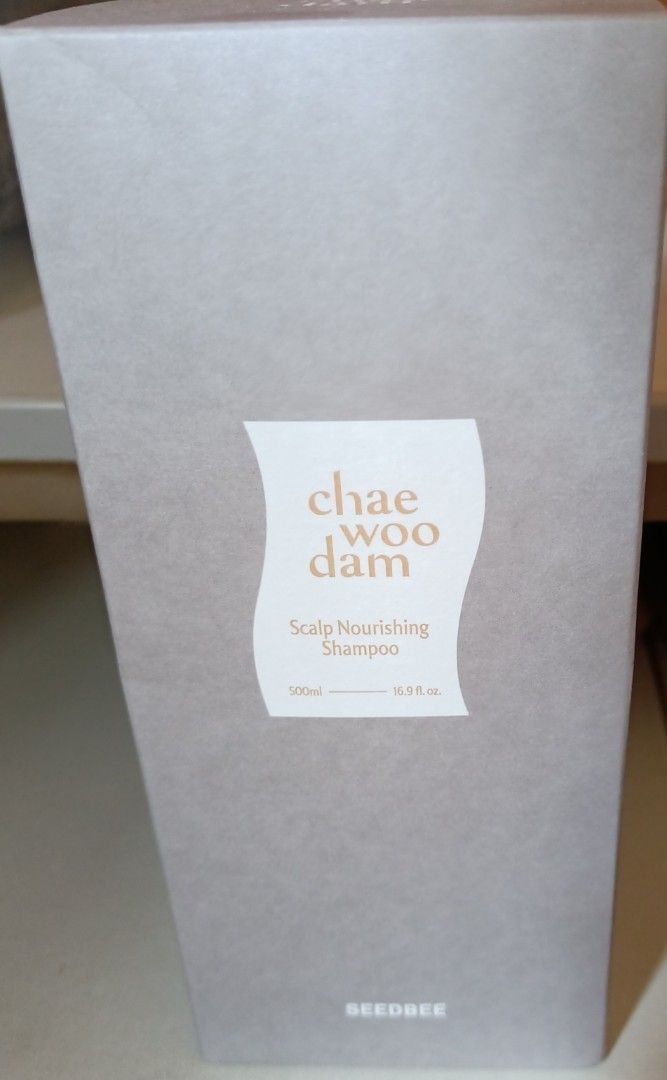 chae
woo
dam
Scalp Nourishing
Shampoo
500ml 16.9 fl. oz.
SEEDBEE